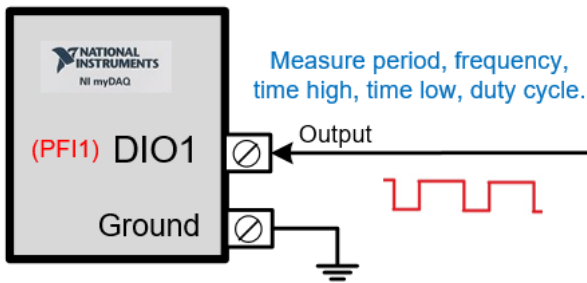 NATIONAL
INSTRUMENTS
NI myDAQ
Measure period, frequency,
time high, time low, duty cycle.
(PFI1) DIO1
Output
Ground